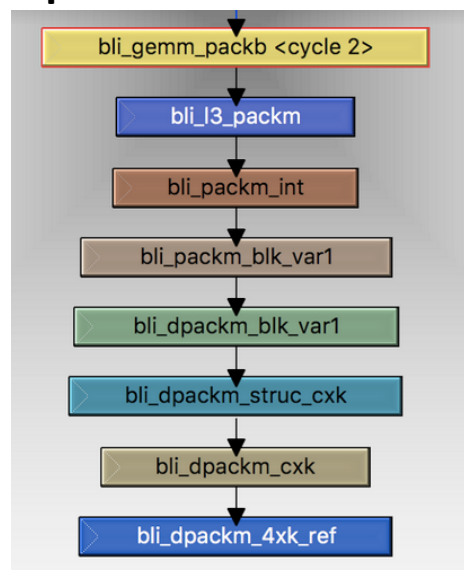 bli_gemm_packb <cycle 2>
bli_l3_packm
bli_packm_int
bli_packm_blk_var1
bli_dpackm_blk_var1
bli_dpackm_struc_cxk
bli_dpackm_cxk
bli_dpackm_4xk_ref